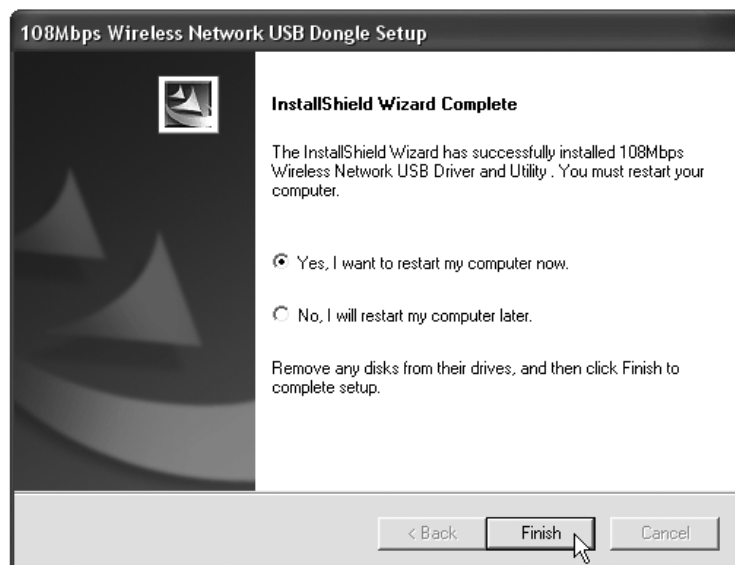 108Mbps Wireless Network USB Dongle Setup
InstallShield Wizard Complete
The InstallShield Wizard has successfully installed 108Mbps
Wireless Network USB Driver and Utility . You must restart your
computer.
Yes, I want to restart my computer now.
No, I will restart my computer later.
Remove any disks from their drives, and then click Finish to
complete setup.
< Back Finish Cancel